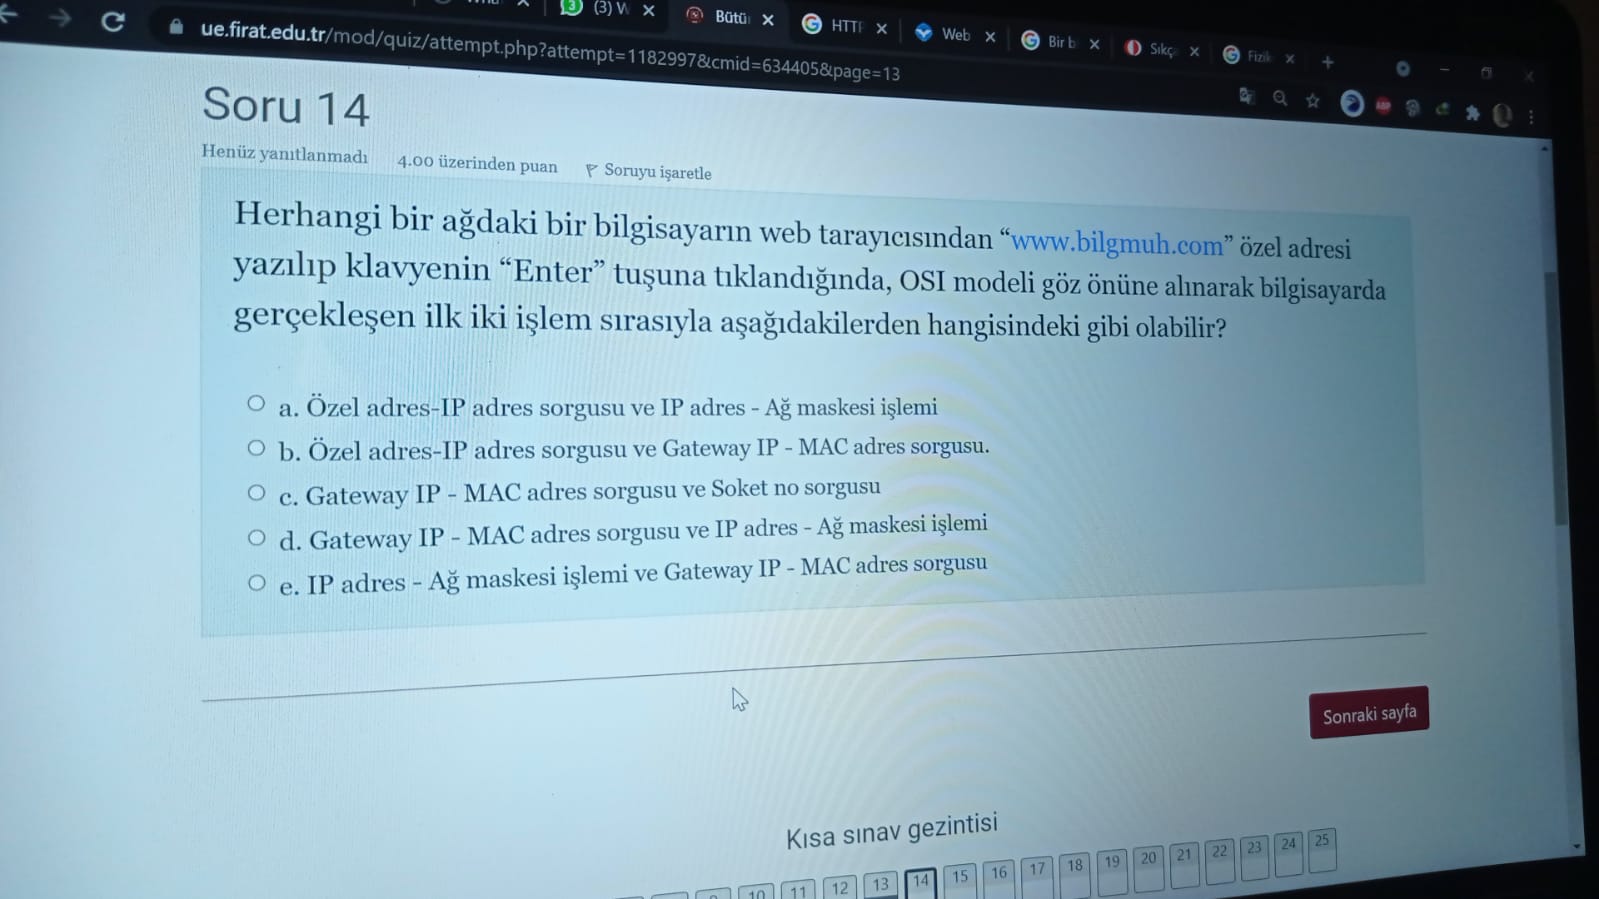 (3) W
Bütü
HTTP
Web
Bir b
Sıkça
Fizik
ue.firat.edu.tr/mod/quiz/attempt.php?attempt=1182997&cmid=634405&page=13
ABP
Soru 14
Henüz yanıtlanmadı 4.00 üzerinden puan Soruyu işaretle
Herhangi bir ağdaki bir bilgisayarın web tarayıcısından “www.bilgmuh.com” özel adresi
yazılıp klavyenin “Enter” tuşuna tıklandığında, OSI modeli göz önüne alınarak bilgisayarda
gerçekleşen ilk iki işlem sırasıyla aşağıdakilerden hangisindeki gibi olabilir?
a. Özel adres-IP adres sorgusu ve IP adres - Ağ maskesi işlemi
b. Özel adres-IP adres sorgusu ve Gateway IP - MAC adres sorgusu.
c. Gateway IP - MAC adres sorgusu ve Soket no sorgusu
d. Gateway IP - MAC adres sorgusu ve IP adres - Ağ maskesi işlemi
e. IP adres - Ağ maskesi işlemi ve Gateway IP - MAC adres sorgusu
Sonraki sayfa
Kısa sınav gezintisi
10 11 12 13 14 15 16 17 18 19 20 21 22 23 24 25